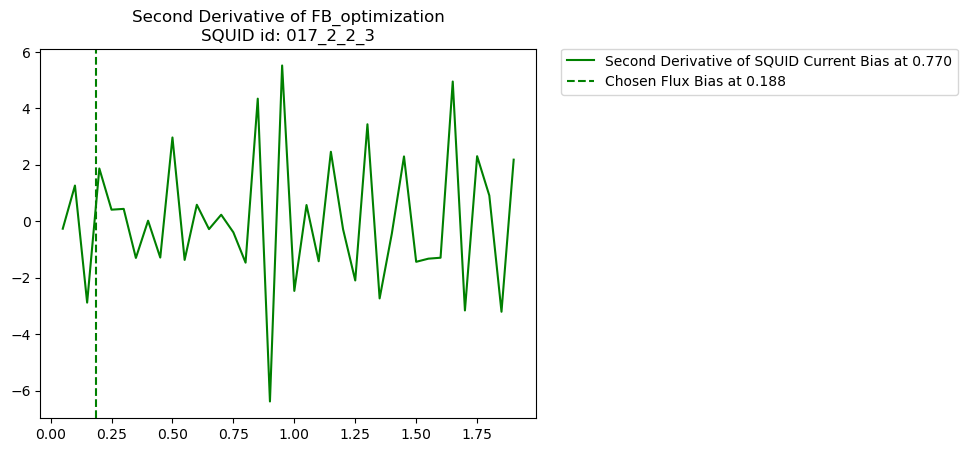 Second Derivative of FB_optimization
SQUID id: 017_2_2_3
Second Derivative of SQUID Current Bias at 0.770
Chosen Flux Bias at 0.188
6
4
2
0
−2
−4
−6
0.00 0.25 0.50 0.75 1.00 1.25 1.50 1.75